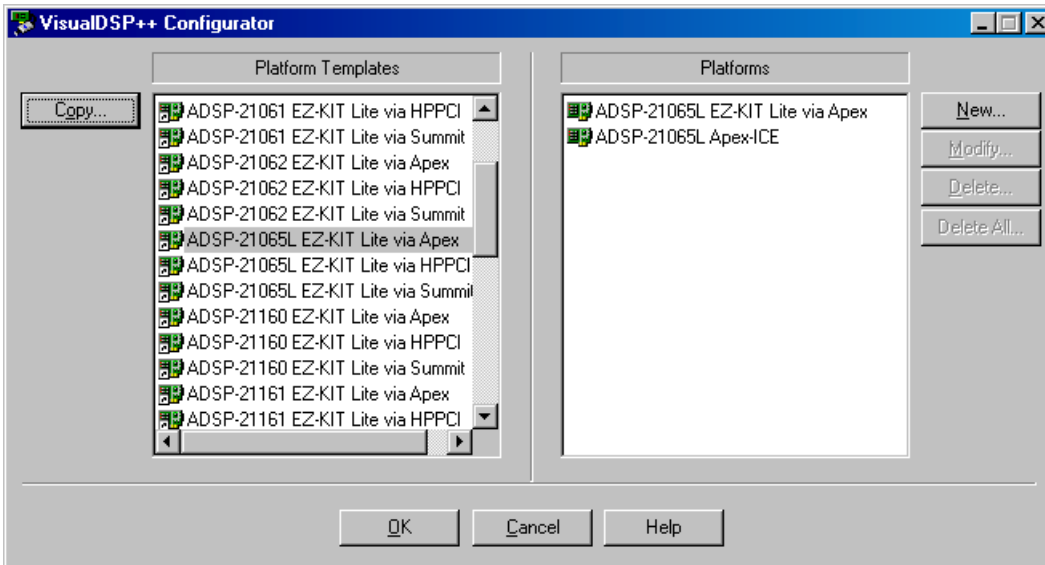 VisualDSP++ Configurator
Platform Templates
Copy...
ADSP-21061 EZ-KIT Lite via HPPCI
ADSP-21061 EZ-KIT Lite via Summit
ADSP-21062 EZ-KIT Lite via Apex
ADSP-21062 EZ-KIT Lite via HPPCI
ADSP-21062 EZ-KIT Lite via Summit
ADSP-21065L EZ-KIT Lite via Apex
ADSP-21065L EZ-KIT Lite via HPPCI
ADSP-21065L EZ-KIT Lite via Summit
ADSP-21160 EZ-KIT Lite via Apex
ADSP-21160 EZ-KIT Lite via HPPCI
ADSP-21160 EZ-KIT Lite via Summit
ADSP-21161 EZ-KIT Lite via Apex
ADSP-21161 EZ-KIT Lite via HPPCI
Platforms
ADSP-21065L EZ-KIT Lite via Apex
ADSP-21065L Apex-ICE
New...
Modify...
Delete...
Delete All...
OK
Cancel
Help